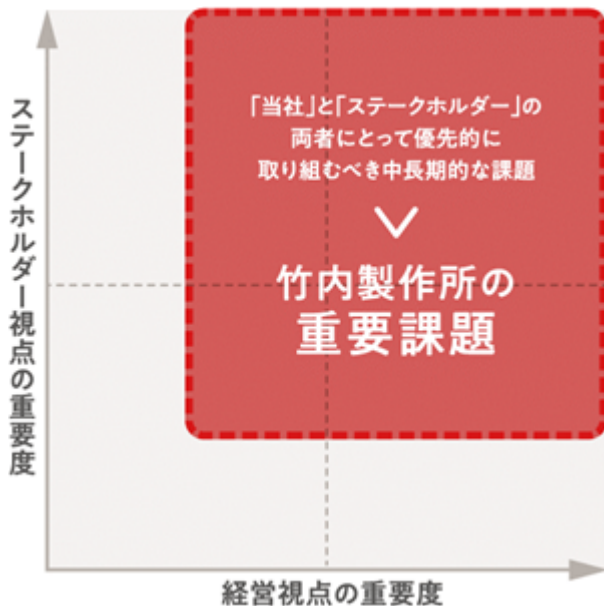 ステークホルダー視点の重要度
「当社」と「ステークホルダー」の
両者にとって優先的に
取り組むべき中長期的な課題
竹内製作所の
重要課題
経営視点の重要度